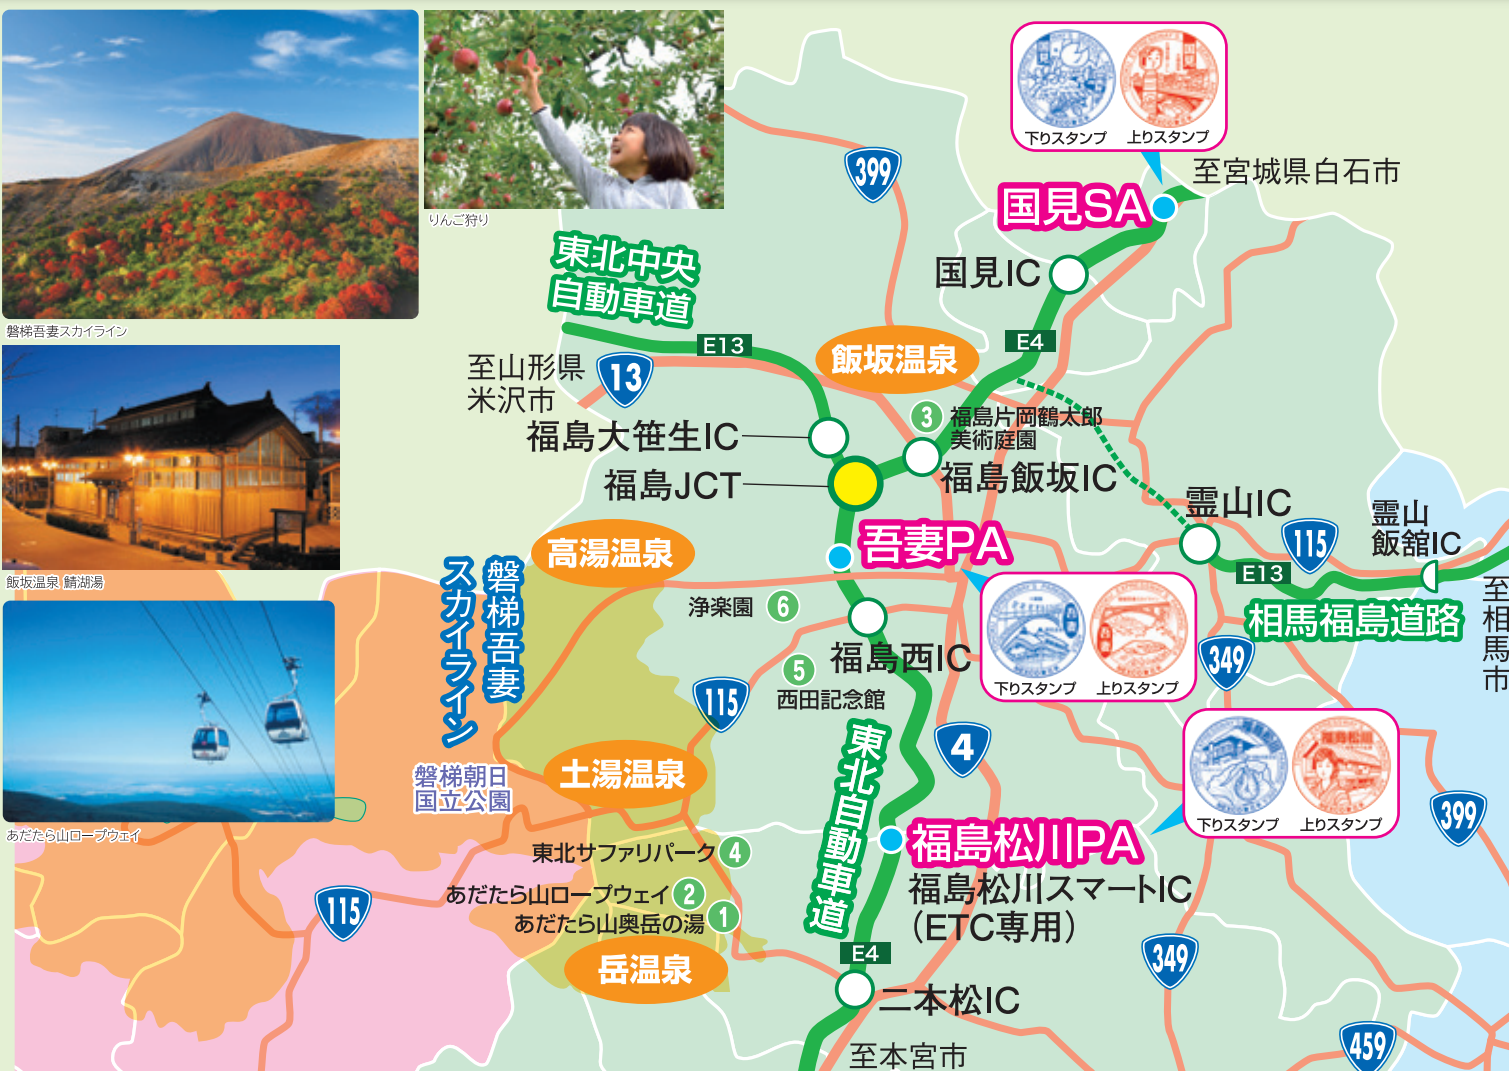 磐梯吾妻スカイライン
りんご狩り
飯坂温泉 鯖湖湯
あだたら山ロープウェイ
下りスタンプ
上りスタンプ
至宮城県白石市
国見SA
国見IC
399
東北中央
自動車道
E13
E4
至山形県
米沢市
13
飯坂温泉
3
福島片岡鶴太郎
美術庭園
福島大笹生IC
福島JCT
福島飯坂IC
霊山IC
115
霊山
飯舘IC
E13
相馬福島道路
至相馬市
高湯温泉
吾妻PA
磐梯吾妻
スカイライン
浄楽園
6
福島西IC
下りスタンプ
上りスタンプ
349
5
西田記念館
115
4
東北自動車道
土湯温泉
磐梯朝日
国立公園
福島松川
福島松川
下りスタンプ
上りスタンプ
399
福島松川PA
福島松川スマートIC
(ETC専用)
東北サファリパーク
4
あだたら山ロープウェイ
2
あだたら山奥岳の湯
1
115
岳温泉
E4
349
二本松IC
至本宮市
459